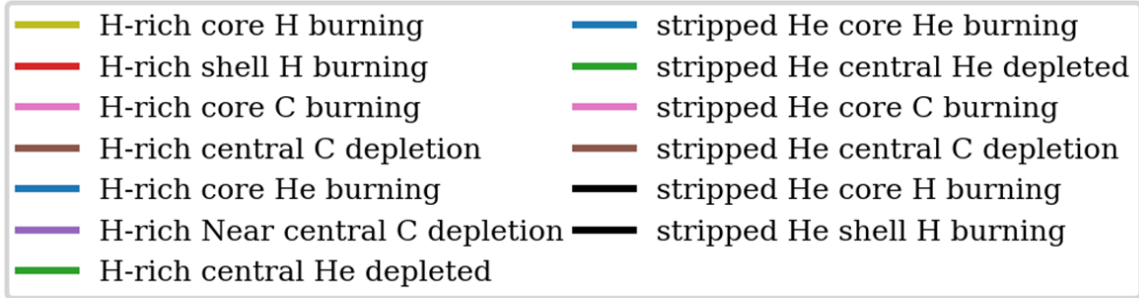 H-rich core H burning
H-rich shell H burning
H-rich core C burning
H-rich central C depletion
H-rich core He burning
H-rich Near central C depletion
H-rich central He depleted
stripped He core He burning
stripped He central He depleted
stripped He core C burning
stripped He central C depletion
stripped He core H burning
stripped He shell H burning